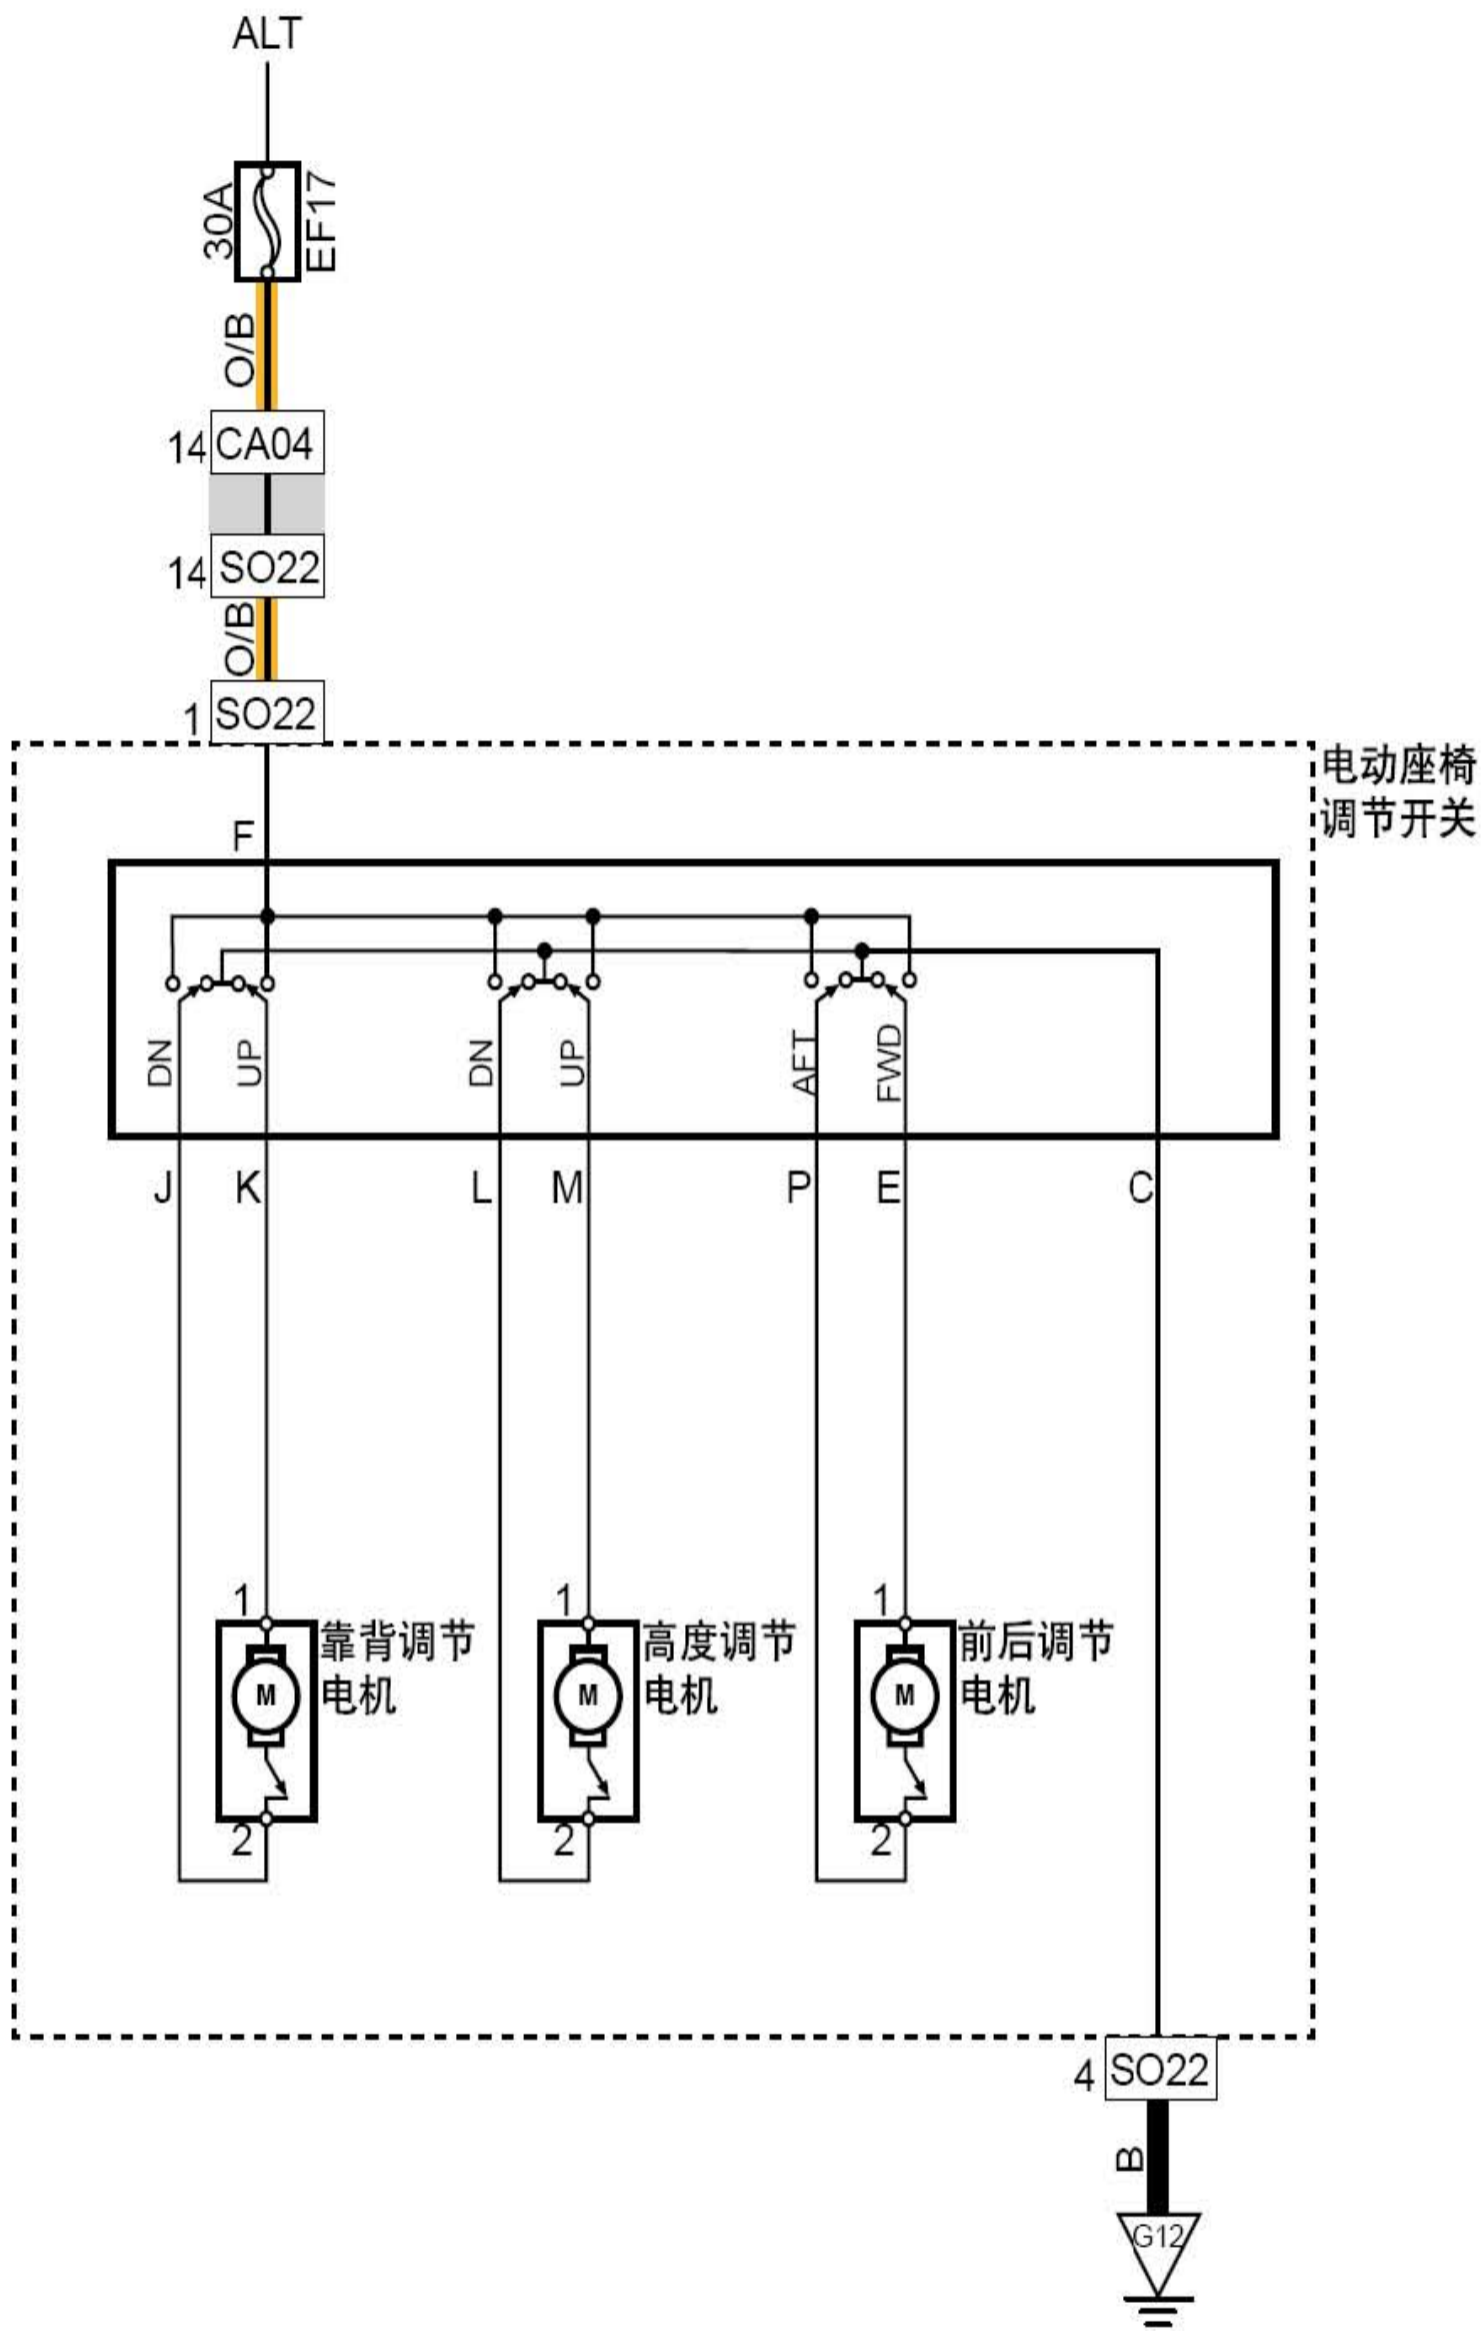 ALT
30A
EF17
O/B
14 CA04
14 SO22
O/B
1 SO22
电动座椅
调节开关
F
DN UP DN UP AFT FWD
J K L M P E C
1 1 1
靠背调节 高度调节 前后调节
M M M
电机 电机 电机
2 2 2
4 SO22
B
G12